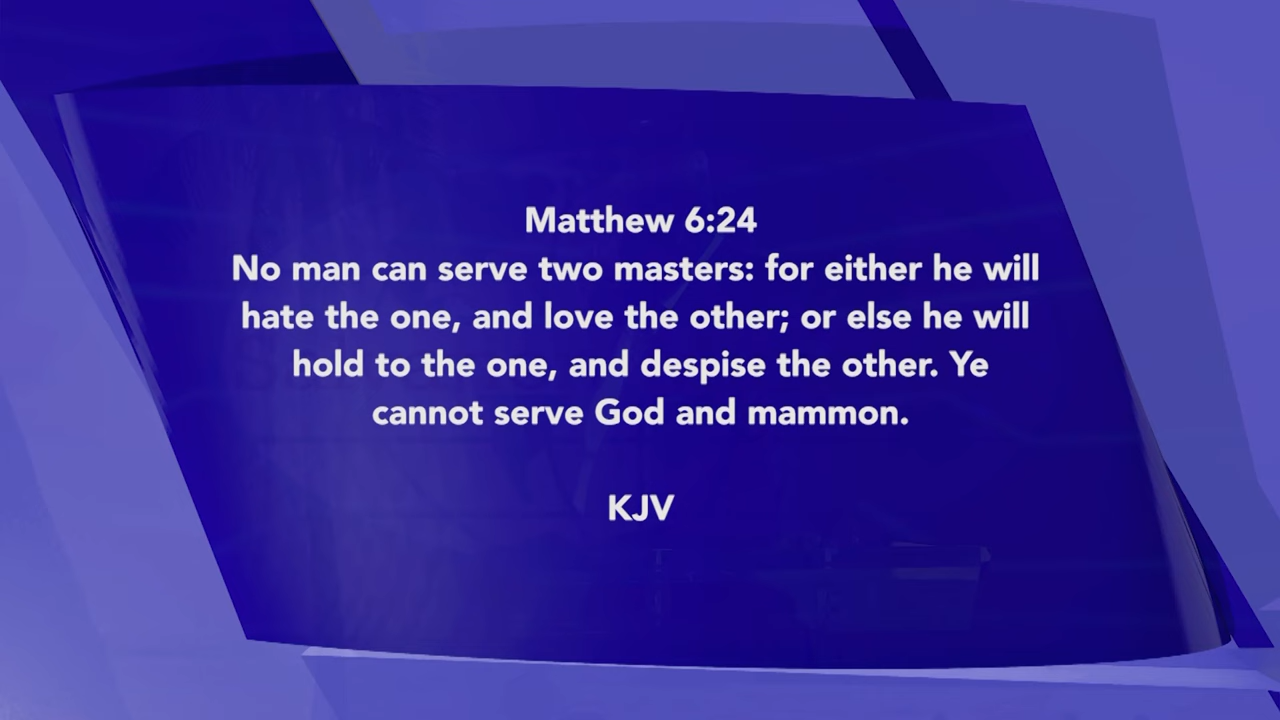 Matthew 6:24
No man can serve two masters: for either he will
hate the one, and love the other; or else he will
hold to the one, and despise the other. Ye
cannot serve God and mammon.
KJV